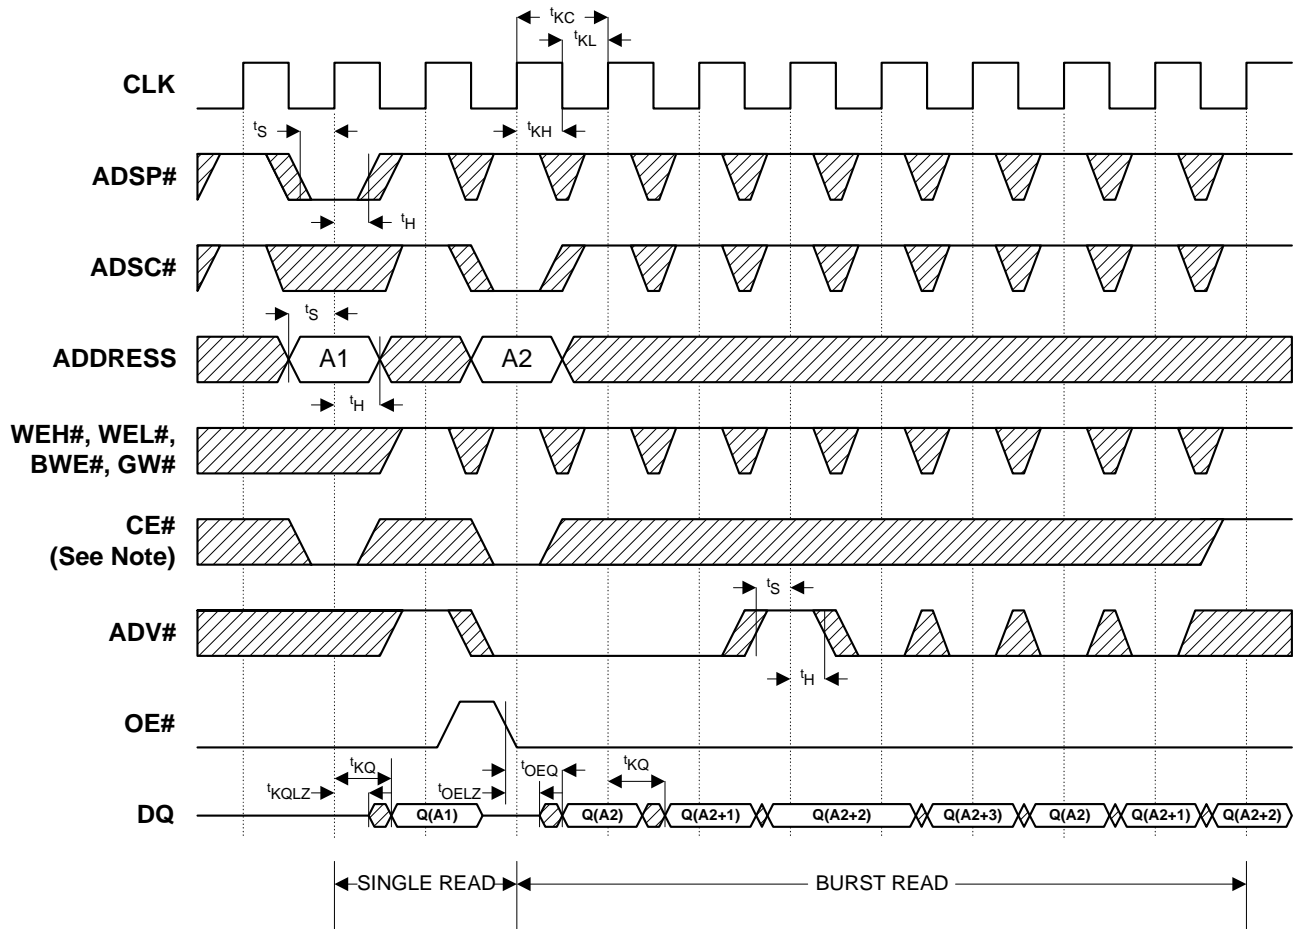 tKC
tKL
CLK
tS
tKH
ADSP#
tH
ADSC#
tS
ADDRESS
A1
A2
tH
WEH#, WEL#,
BWE#, GW#
CE#
(See Note)
tS
ADV#
tH
OE#
tKQ
tOEQ
tKQ
tKQLZ
tOELZ
DQ
Q(A1)
Q(A2)
Q(A2+1)
Q(A2+2)
Q(A2+3)
Q(A2)
Q(A2+1)
Q(A2+2)
SINGLE READ
BURST READ